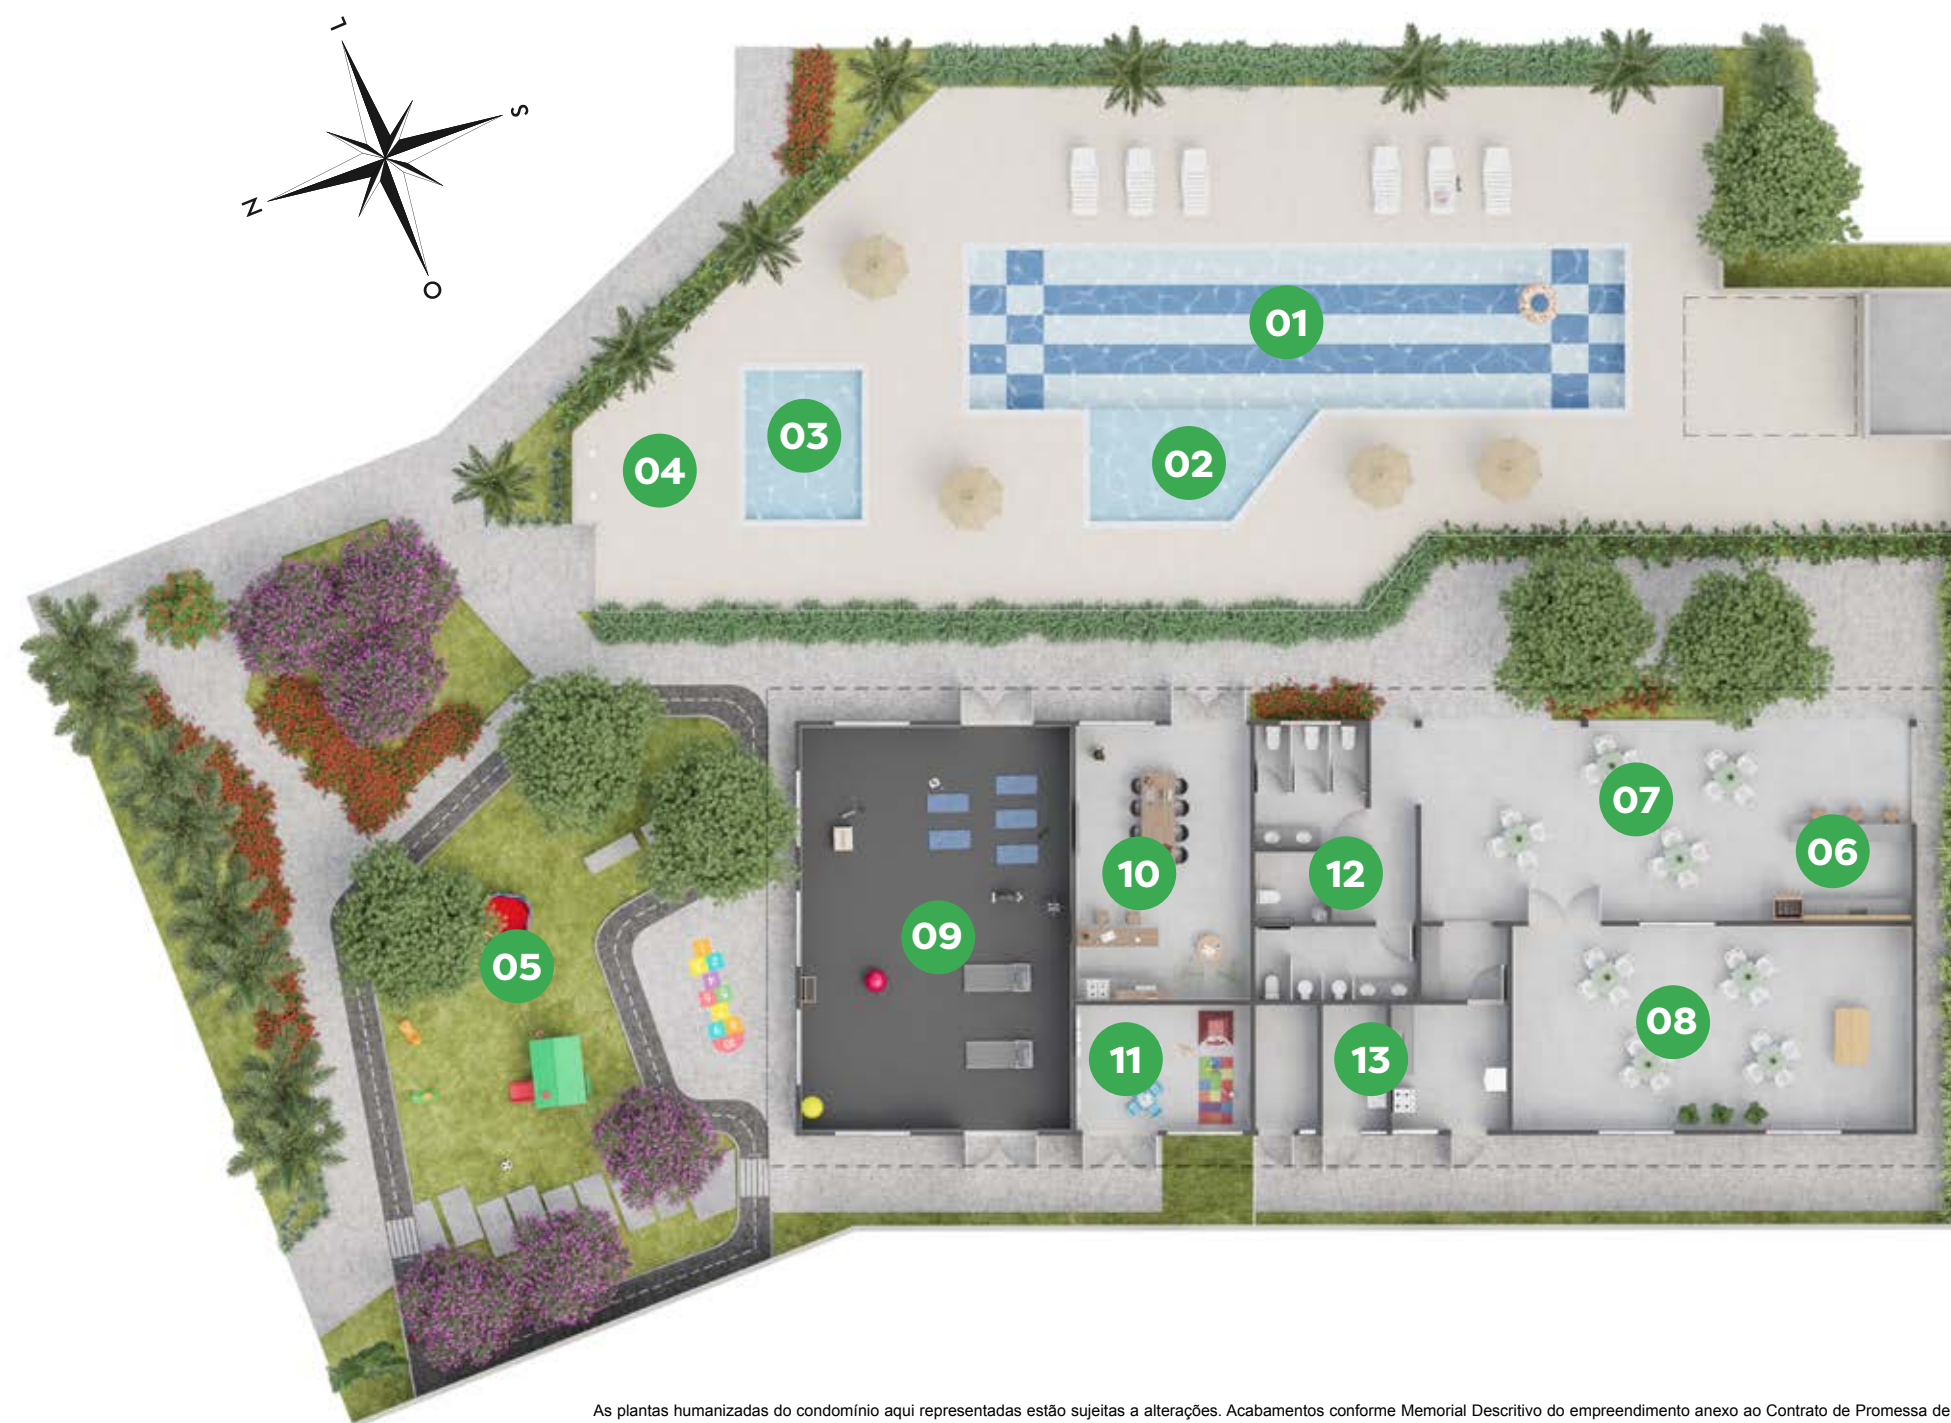 L
S
N
O
01
02
03
04
05
06
07
08
09
10
11
12
13
As plantas humanizadas do condomínio aqui representadas estão sujeitas a alterações. Acabamentos conforme Memorial Descritivo do empreendimento anexo ao Contrato de Promessa de